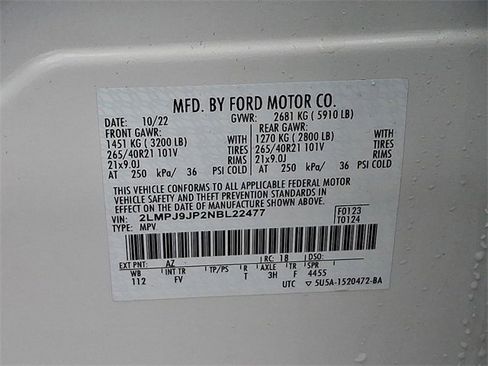 MFD. BY FORD MOTOR CO.
DATE: 10/22 GVWR: 2681 KG ( 5910 LB)
FRONT GAWR: REAR GAWR:
1451 KG ( 3200 LB) WITH 1270 KG ( 2800 LB) WITH
265/40R21 101V TIRES 265/40R21 101V TIRES
21x9.0J RIMS 21x9.0J RIMS
AT 250 kPa/ 36 PSI COLD AT 250 kPa/ 36 PSI COLD
THIS VEHICLE CONFORMS TO ALL APPLICABLE FEDERAL MOTOR
VEHICLE SAFETY AND THEFT PREVENTION STANDARDS IN
EFFECT ON THE DATE OF MANUFACTURE SHOWN ABOVE.
VIN: 2LMPJ9JP2NBL22477 F0123
TYPE: MPV T0124
EXT PNT: AZ RC: 18 DSO:
WB INT TR TP/PS R AXLE TR SPR
112 FV T 3H F 4455
UTC ▽ 5U5A-1520472-BA